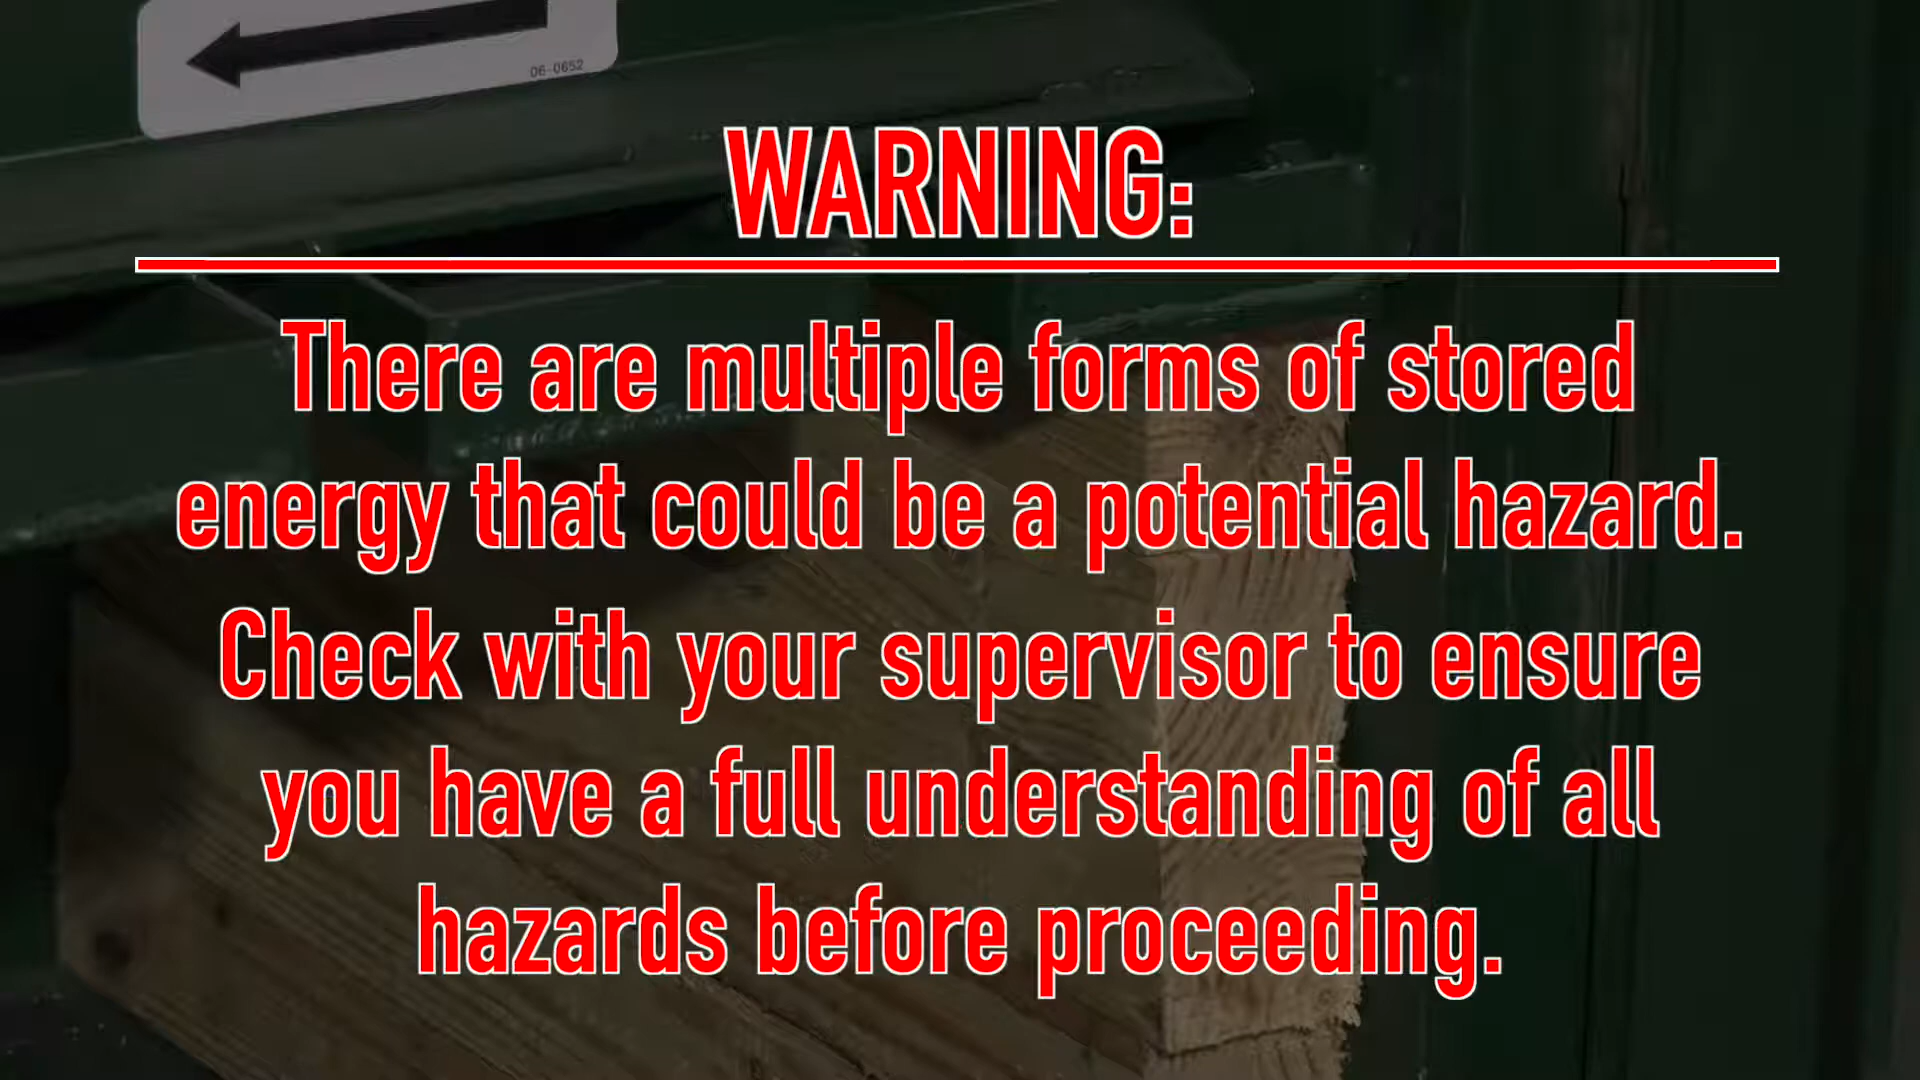 06-0652
WARNING:
There are multiple forms of stored
energy that could be a potential hazard.
Check with your supervisor to ensure
you have a full understanding of all
hazards before proceeding.